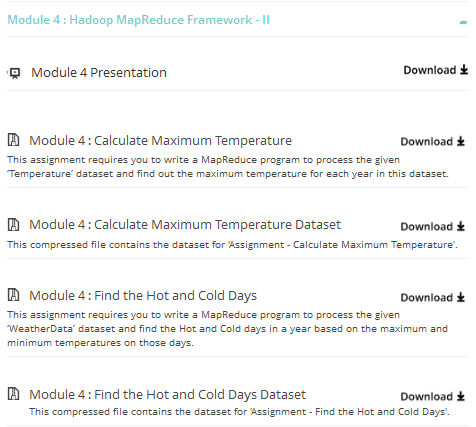 Module 4 : Hadoop MapReduce Framework - II
Module 4 Presentation
Download
Module 4 : Calculate Maximum Temperature
Download
This assignment requires you to write a MapReduce program to process the given
'Temperature' dataset and find out the maximum temperature for each year in this dataset.
Module 4 : Calculate Maximum Temperature Dataset
Download
This compressed file contains the dataset for 'Assignment - Calculate Maximum Temperature'.
Module 4 : Find the Hot and Cold Days
Download
This assignment requires you to write a MapReduce program to process the given
'WeatherData' dataset and find the Hot and Cold days in a year based on the maximum and
minimum temperatures on those days.
Module 4 : Find the Hot and Cold Days Dataset
Download
This compressed file contains the dataset for 'Assignment - Find the Hot and Cold Days'.